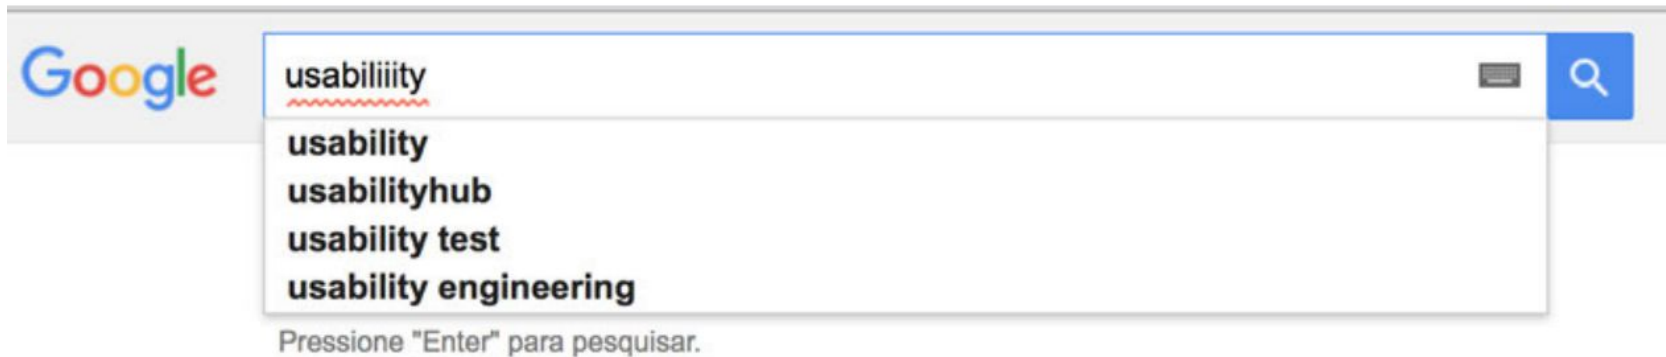 Google
usabiliiity
usability
usabilityhub
usability test
usability engineering
Pressione "Enter" para pesquisar.